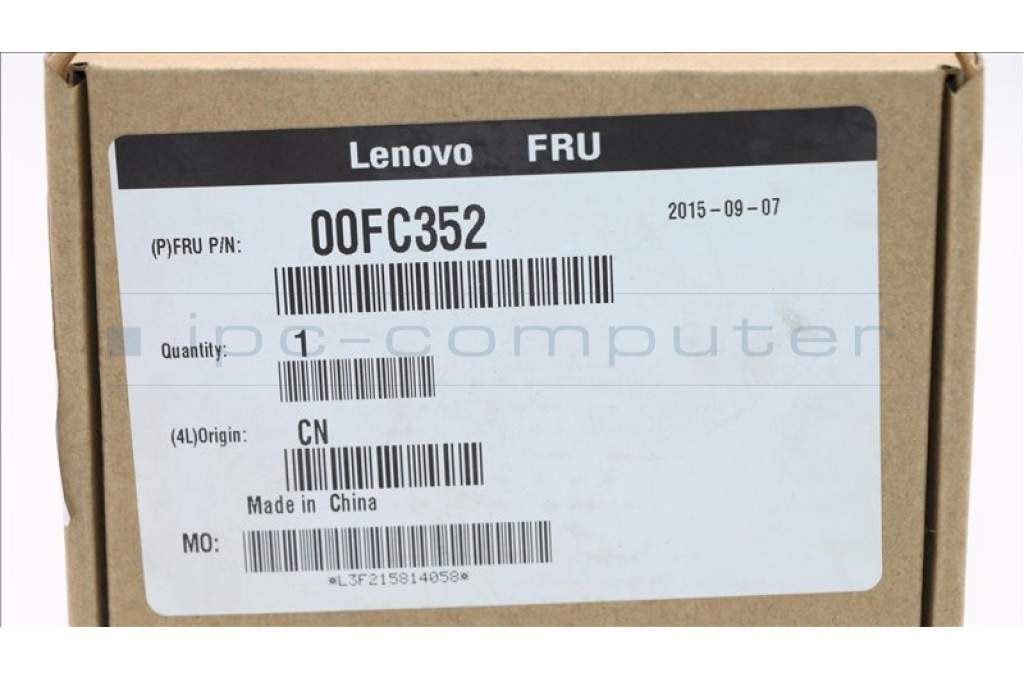 Lenovo FRU
(P)FRU P/N: 00FC352 2015-09-07
ipc-computer
Quantity: 1
(4L)Origin: CN
Made in China
MO:
*L3F215814058*